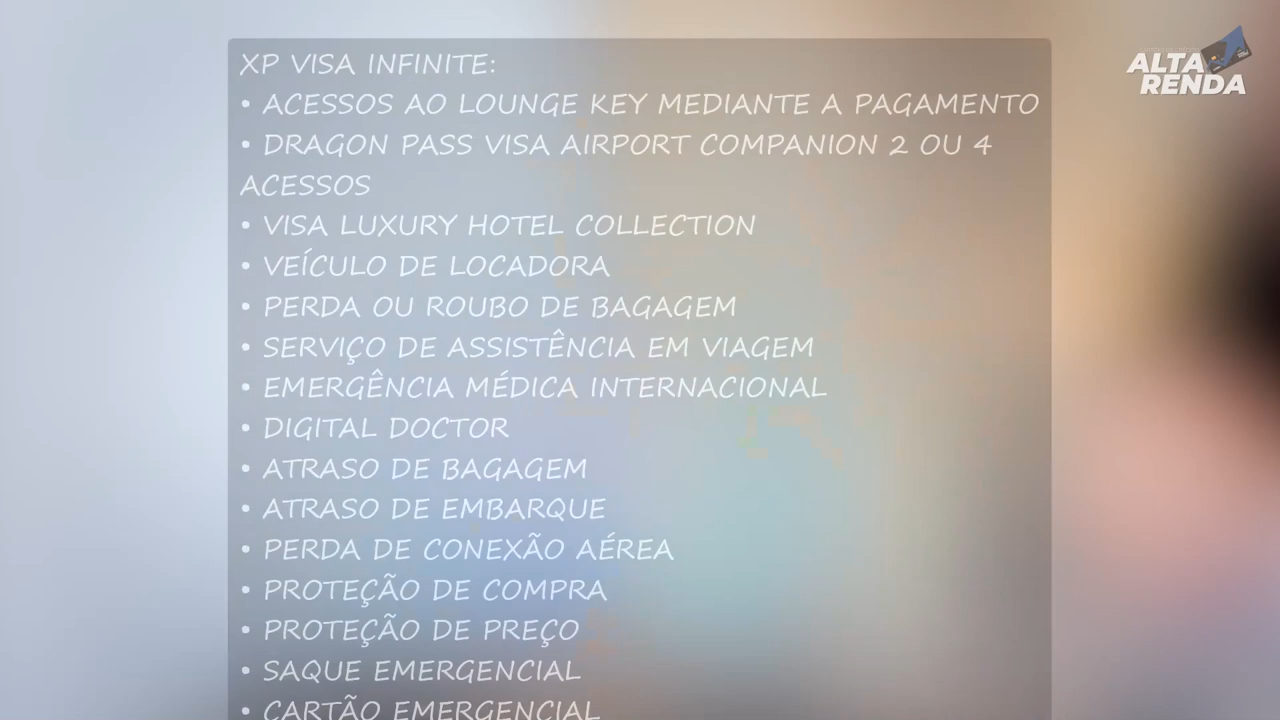 XP VISA INFINITE:
• ACESSOS AO LOUNGE KEY MEDIANTE A PAGAMENTO
• DRAGON PASS VISA AIRPORT COMPANION 2 OU 4
ACESSOS
• VISA LUXURY HOTEL COLLECTION
• VEÍCULO DE LOCADORA
• PERDA OU ROUBO DE BAGAGEM
• SERVIÇO DE ASSISTÊNCIA EM VIAGEM
• EMERGÊNCIA MÉDICA INTERNACIONAL
• DIGITAL DOCTOR
• ATRASO DE BAGAGEM
• ATRASO DE EMBARQUE
• PERDA DE CONEXÃO AÉREA
• PROTEÇÃO DE COMPRA
• PROTEÇÃO DE PREÇO
• SAQUE EMERGENCIAL
• CARTÃO EMERGENCIAL
ALTA
RENDA